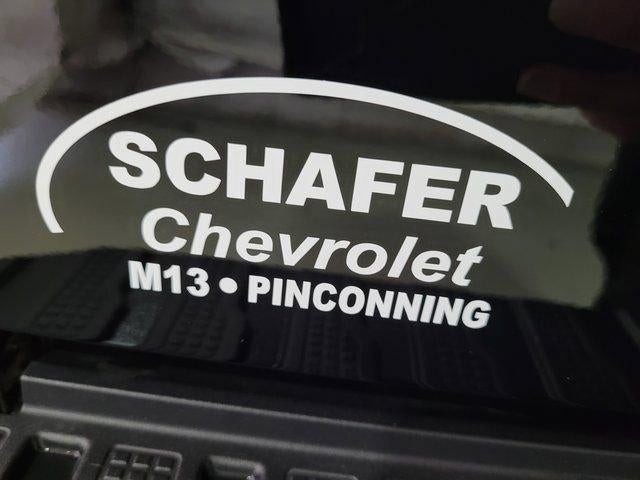 SCHAFER
Chevrolet
M13 • PINCONNING